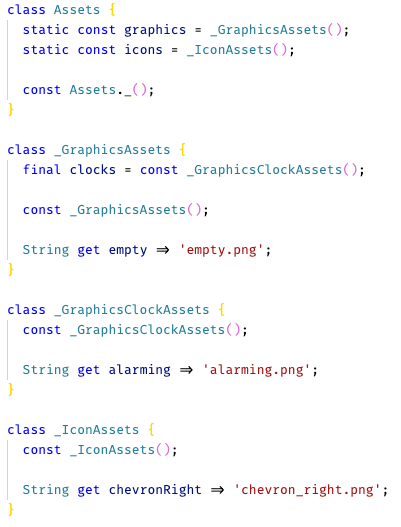 class Assets {
  static const graphics = _GraphicsAssets();
  static const icons = _IconAssets();

  const Assets._();
}

class _GraphicsAssets {
  final clocks = const _GraphicsClockAssets();

  const _GraphicsAssets();

  String get empty => 'empty.png';
}

class _GraphicsClockAssets {
  const _GraphicsClockAssets();

  String get alarming => 'alarming.png';
}

class _IconAssets {
  const _IconAssets();

  String get chevronRight => 'chevron_right.png';
}